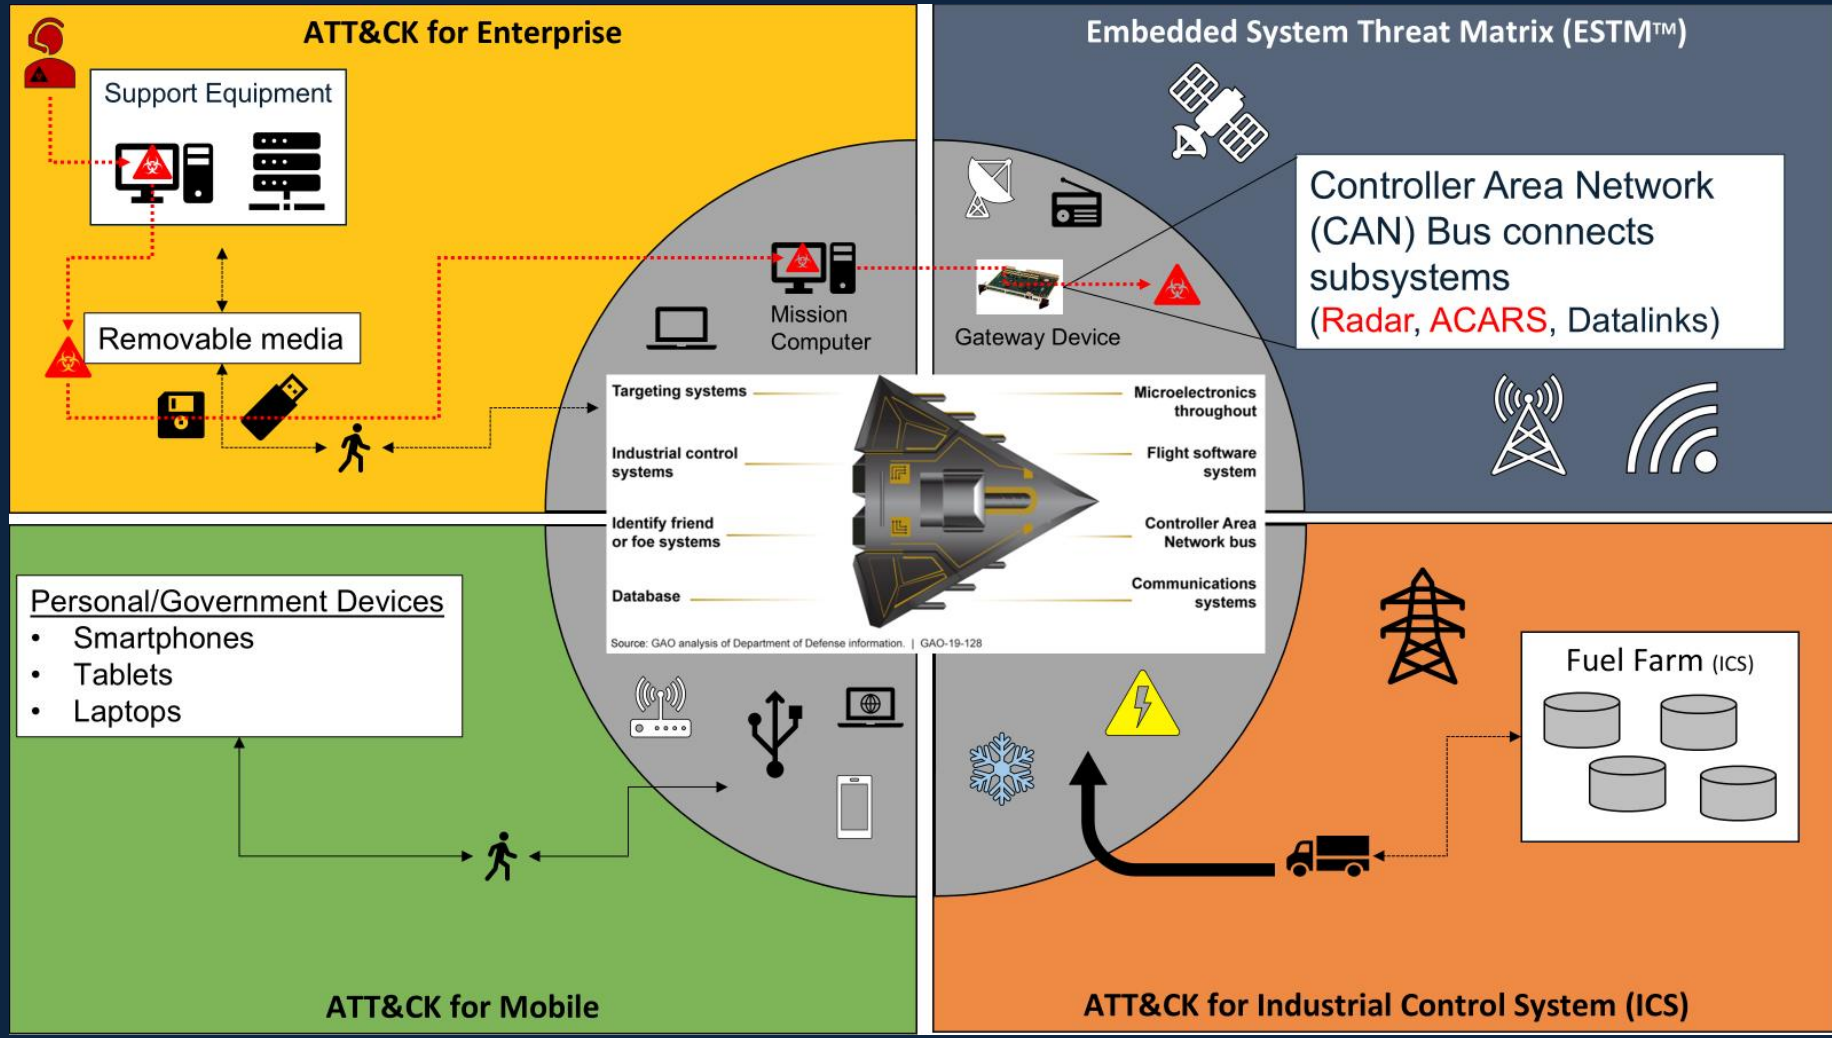 ATT&CK for Enterprise
Support Equipment
Removable media
Mission
Computer
Embedded System Threat Matrix (ESTM™)
Controller Area Network
(CAN) Bus connects
subsystems
(Radar, ACARS, Datalinks)
Gateway Device
Targeting systems
Industrial control
systems
Identify friend
or foe systems
Database
Microelectronics
throughout
Flight software
system
Controller Area
Network bus
Communications
systems
Source: GAO analysis of Department of Defense information. | GAO-19-128
Personal/Government Devices
• Smartphones
• Tablets
• Laptops
ATT&CK for Mobile
Fuel Farm (ICS)
ATT&CK for Industrial Control System (ICS)